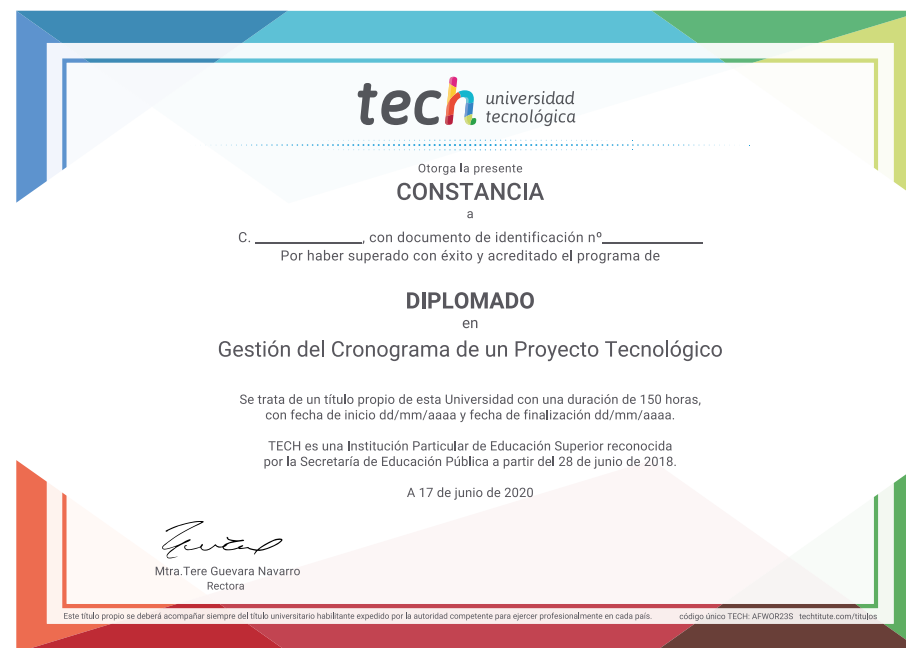 tech universidad
tecnológica
Otorga la presente
CONSTANCIA
a
C. ____________, con documento de identificación nº____________
Por haber superado con éxito y acreditado el programa de
DIPLOMADO
en
Gestión del Cronograma de un Proyecto Tecnológico
Se trata de un título propio de esta Universidad con una duración de 150 horas,
con fecha de inicio dd/mm/aaaa y fecha de finalización dd/mm/aaaa.
TECH es una Institución Particular de Educación Superior reconocida
por la Secretaría de Educación Pública a partir del 28 de junio de 2018.
A 17 de junio de 2020
Mtra.Tere Guevara Navarro
Rectora
Este título propio se deberá acompañar siempre del título universitario habilitante expedido por la autoridad competente para ejercer profesionalmente en cada país. código único TECH: AFWOR23S techtitute.com/titulos